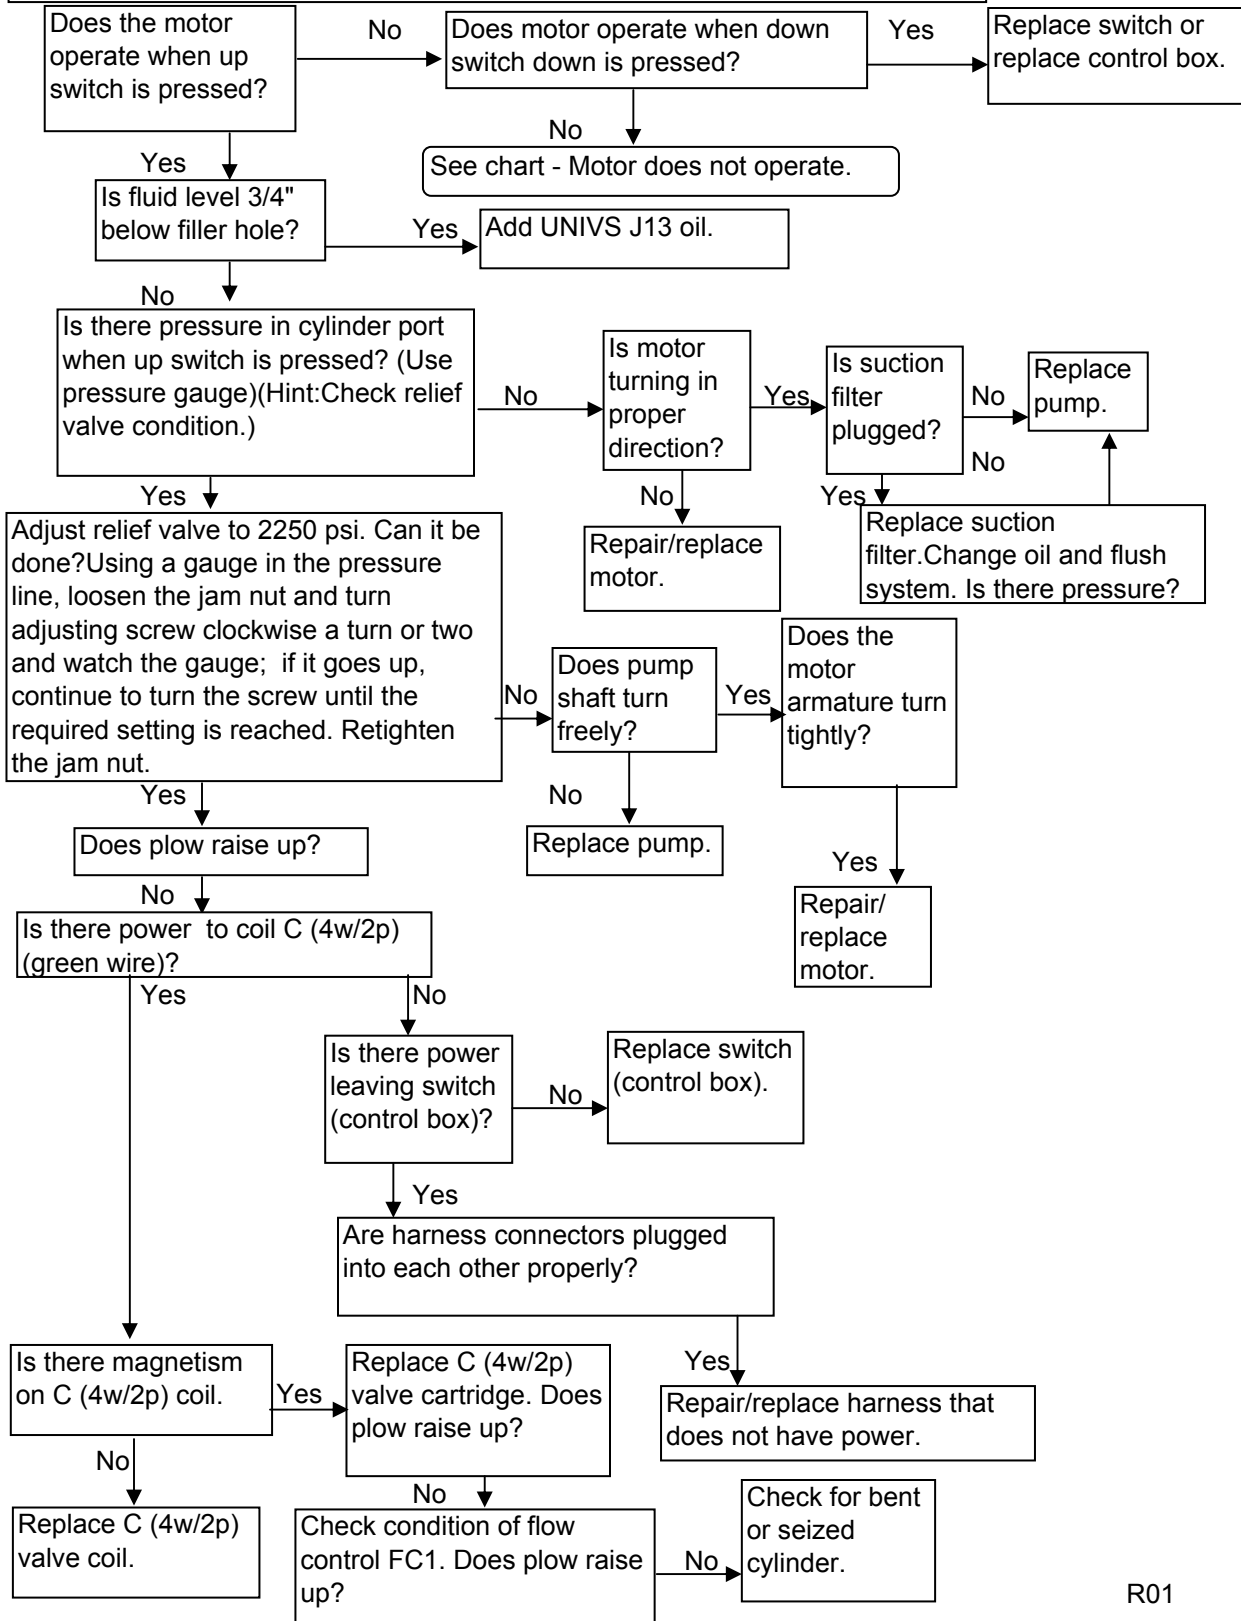 Does the motor
operate when up
switch is pressed?
No
Does motor operate when down
switch down is pressed?
Yes
Replace switch or
replace control box.
No
See chart - Motor does not operate.
Yes
Is fluid level 3/4"
below filler hole?
Yes
Add UNIVS J13 oil.
No
Is there pressure in cylinder port
when up switch is pressed? (Use
pressure gauge)(Hint:Check relief
valve condition.)
No
Is motor
turning in
proper
direction?
Yes
Is suction
filter
plugged?
No
Replace
pump.
No
No
Repair/replace
motor.
Yes
Replace suction
filter.Change oil and flush
system. Is there pressure?
Yes
Adjust relief valve to 2250 psi. Can it be
done?Using a gauge in the pressure
line, loosen the jam nut and turn
adjusting screw clockwise a turn or two
and watch the gauge; if it goes up,
continue to turn the screw until the
required setting is reached. Retighten
the jam nut.
No
Does pump
shaft turn
freely?
Yes
Does the
motor
armature turn
tightly?
No
Replace pump.
Yes
Repair/
replace
motor.
Yes
Does plow raise up?
No
Is there power to coil C (4w/2p)
(green wire)?
Yes
No
Is there power
leaving switch
(control box)?
No
Replace switch
(control box).
Yes
Are harness connectors plugged
into each other properly?
Yes
Repair/replace harness that
does not have power.
Is there magnetism
on C (4w/2p) coil.
Yes
Replace C (4w/2p)
valve cartridge. Does
plow raise up?
No
Replace C (4w/2p)
valve coil.
No
Check condition of flow
control FC1. Does plow raise
up?
No
Check for bent
or seized
cylinder.
R01